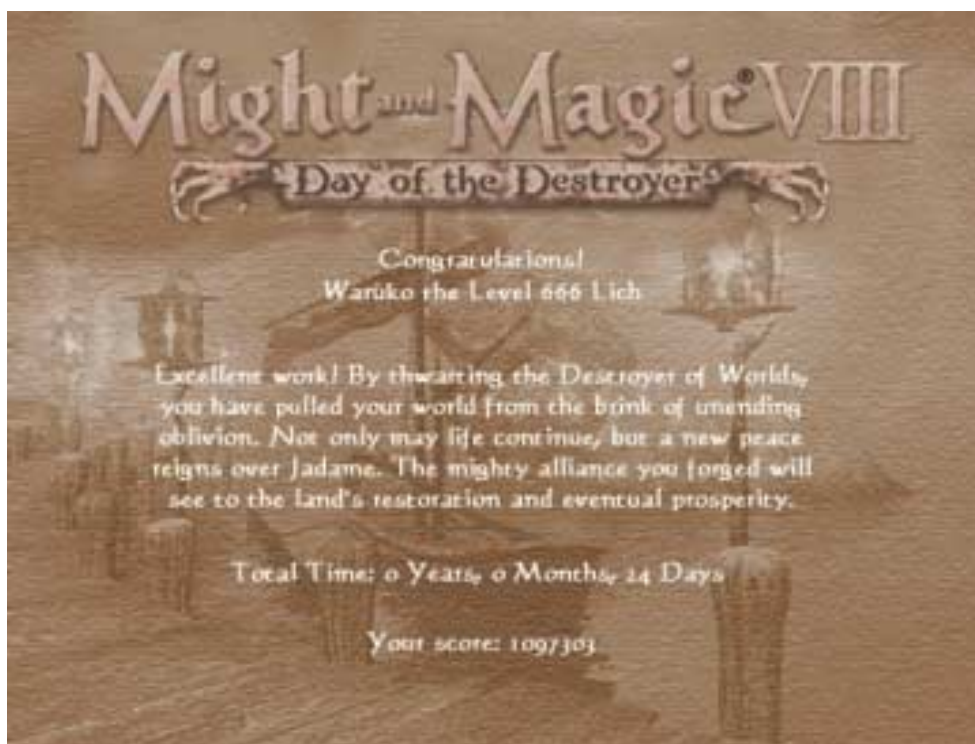 Might and Magic® VIII
Day of the Destroyer
Congratulations!
Waruko the Level 666 Lich
Excellent work! By thwarting the Destroyer of Worlds,
you have pulled your world from the brink of unending
oblivion. Not only may life continue, but a new peace
reigns over Jadame. The mighty alliance you forged will
see to the land's restoration and eventual prosperity.
Total Time: 0 Years, 0 Months, 24 Days
Your score: 1097303